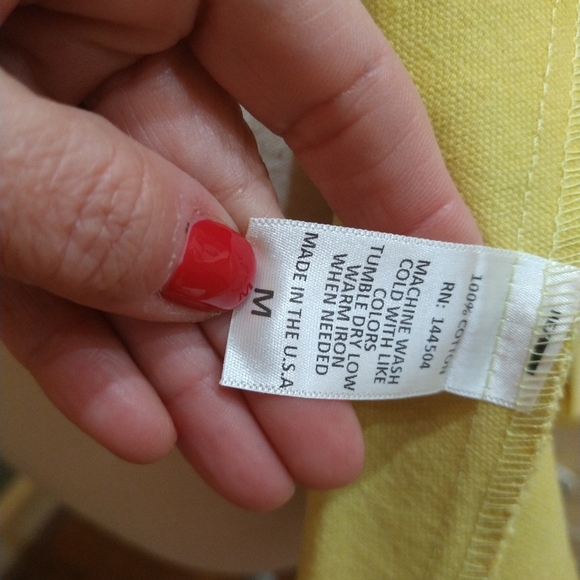 100% COTTON
RN: 144504
MACHINE WASH
COLD WITH LIKE
COLORS
TUMBLE DRY LOW
WARM IRON
WHEN NEEDED
MADE IN THE U.S.A
M